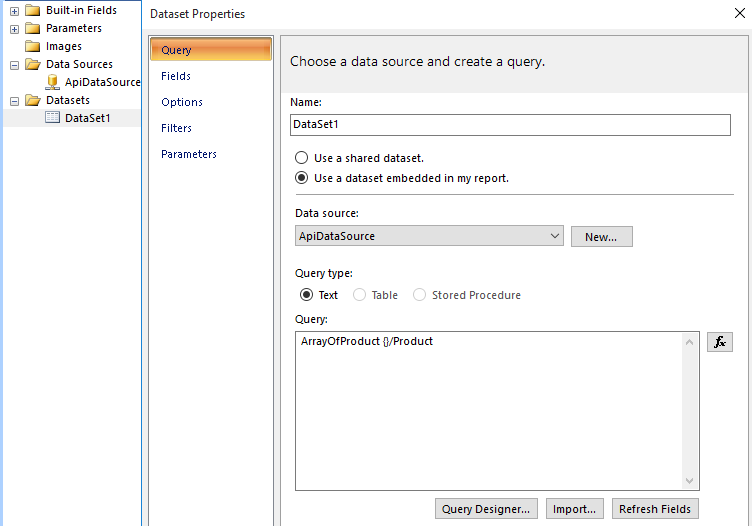 Built-in Fields
Parameters
Images
Data Sources
ApiDataSource
Datasets
DataSet1
Dataset Properties
Query
Fields
Options
Filters
Parameters
Choose a data source and create a query.
Name:
DataSet1
Use a shared dataset.
Use a dataset embedded in my report.
Data source:
ApiDataSource
New...
Query type:
Text Table Stored Procedure
Query:
ArrayOfProduct {}/Product
fx
Query Designer... Import... Refresh Fields